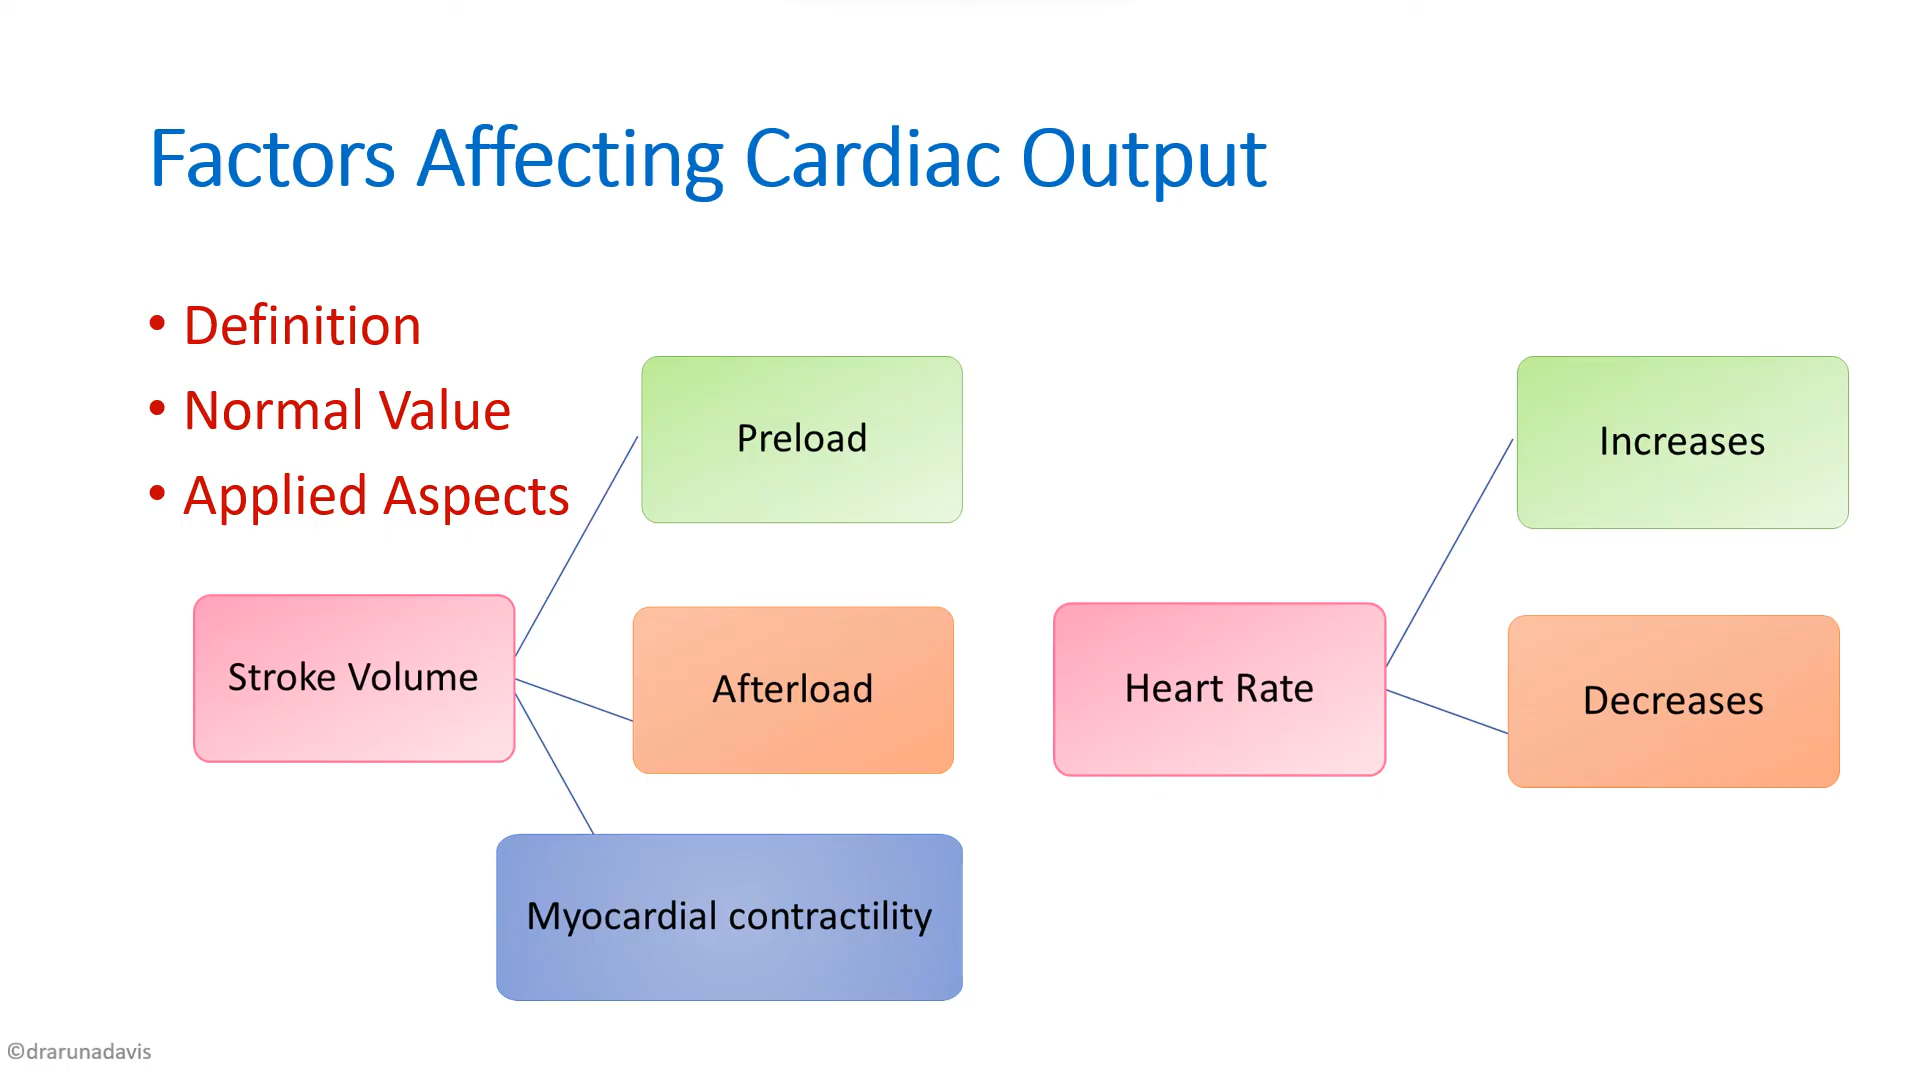 Factors Affecting Cardiac Output
• Definition
• Normal Value
• Applied Aspects
Stroke Volume
Preload
Afterload
Myocardial contractility
Heart Rate
Increases
Decreases
©drarunadavis